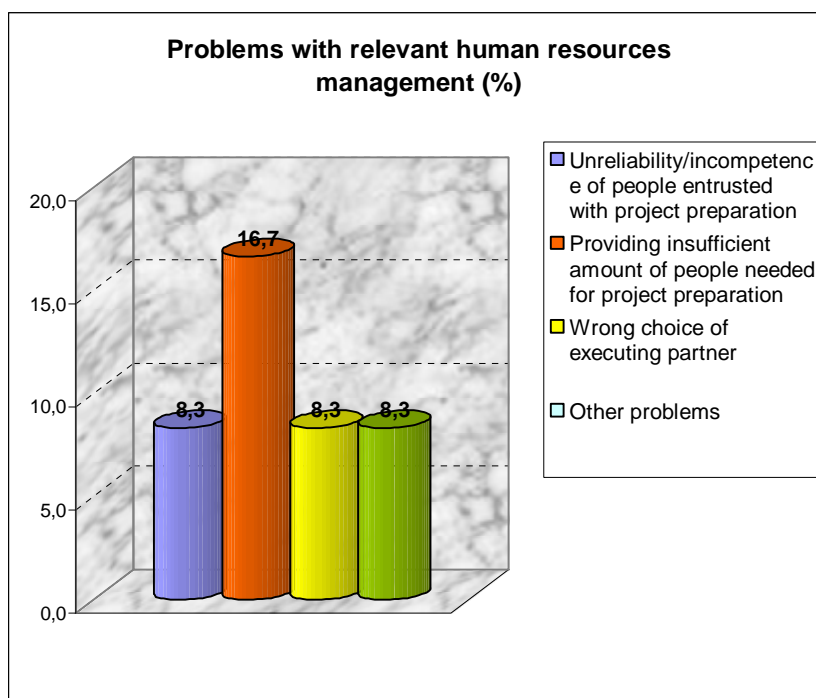 Problems with relevant human resources
management (%)
20,0
15,0
10,0
5,0
0,0
8,3
16,7
8,3
8,3
Unreliability/incompetenc
e of people entrusted
with project preparation
Providing insufficient
amount of people needed
for project preparation
Wrong choice of
executing partner
Other problems